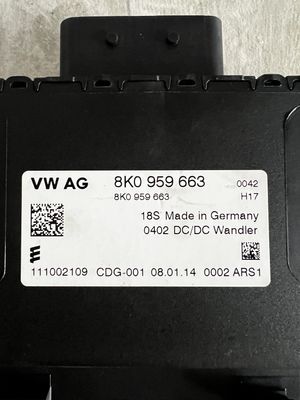 VW AG 8K0 959 663 0042
8K0 959 663 H17
18S Made in Germany
0402 DC/DC Wandler
111002109 CDG-001 08.01.14 0002 ARS1